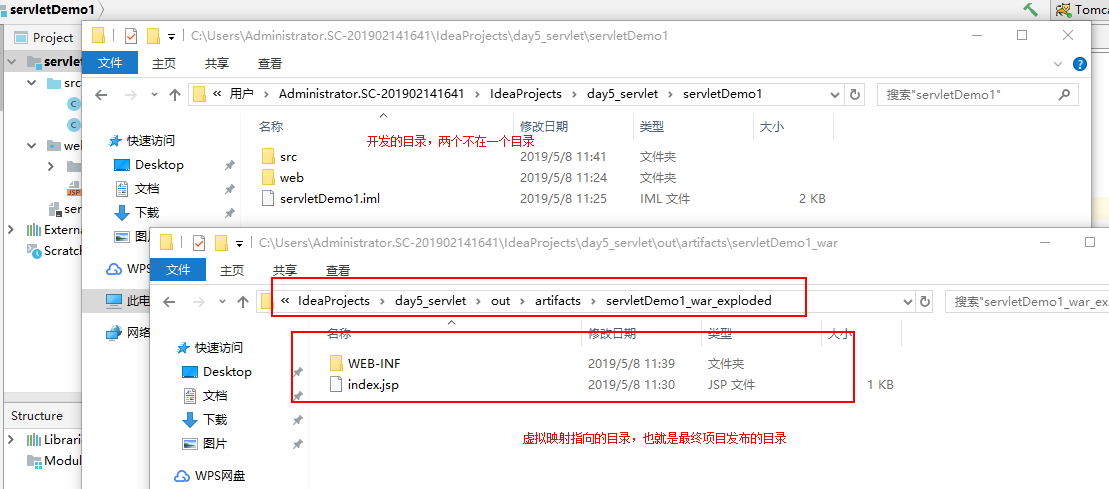 servletDemo1
Tomca
Project
C:\Users\Administrator.SC-201902141641\IdeaProjects\day5_servlet\servletDemo1
servlet
文件 主页 共享 查看
src
« 用户 > Administrator.SC-201902141641 > IdeaProjects > day5_servlet > servletDemo1
搜索"servletDemo1"
名称 修改日期 类型 大小
快速访问
开发的目录，两个不在一个目录
we
src 2019/5/8 11:41 文件夹
Desktop
web 2019/5/8 11:24 文件夹
JSP
文档
servletDemo1.iml 2019/5/8 11:25 IML 文件 2 KB
ser
下载
Externa
图片
C:\Users\Administrator.SC-201902141641\IdeaProjects\day5_servlet\out\artifacts\servletDemo1_war
Scratch
WPS
文件 主页 共享 查看
此电
« IdeaProjects > day5_servlet > out > artifacts > servletDemo1_war_exploded
搜索"servletDemo1_war_ex
网络
名称 修改日期 类型 大小
快速访问
WEB-INF 2019/5/8 11:39 文件夹
Desktop
index.jsp 2019/5/8 11:30 JSP 文件 1 KB
文档
Structure
下载
Librari
图片
虚拟映射指向的目录，也就是最终项目发布的目录
Modul
WPS网盘